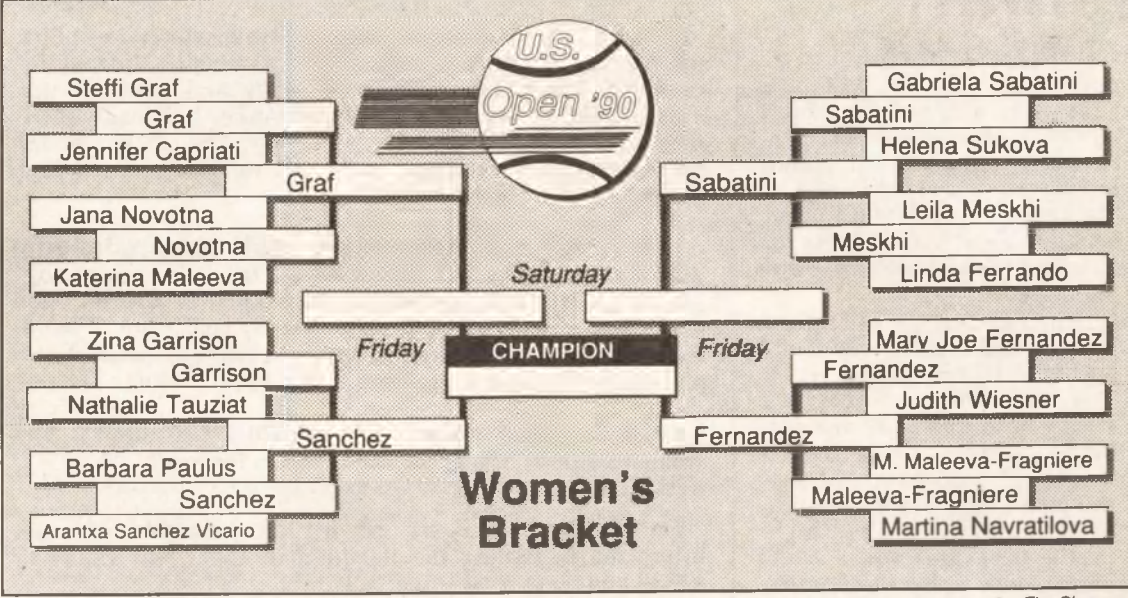 U.S.
Open '90
Steffi Graf
Graf
Jennifer Capriati
Graf
Jana Novotna
Novotna
Katerina Maleeva
Zina Garrison
Garrison
Nathalie Tauziat
Sanchez
Barbara Paulus
Sanchez
Arantxa Sanchez Vicario
Friday
Saturday
CHAMPION
Friday
Women's
Bracket
Gabriela Sabatini
Sabatini
Helena Sukova
Sabatini
Leila Meskhi
Meskhi
Linda Ferrando
Mary Joe Fernandez
Fernandez
Judith Wiesner
Fernandez
M. Maleeva-Fragniere
Maleeva-Fragniere
Martina Navratilova